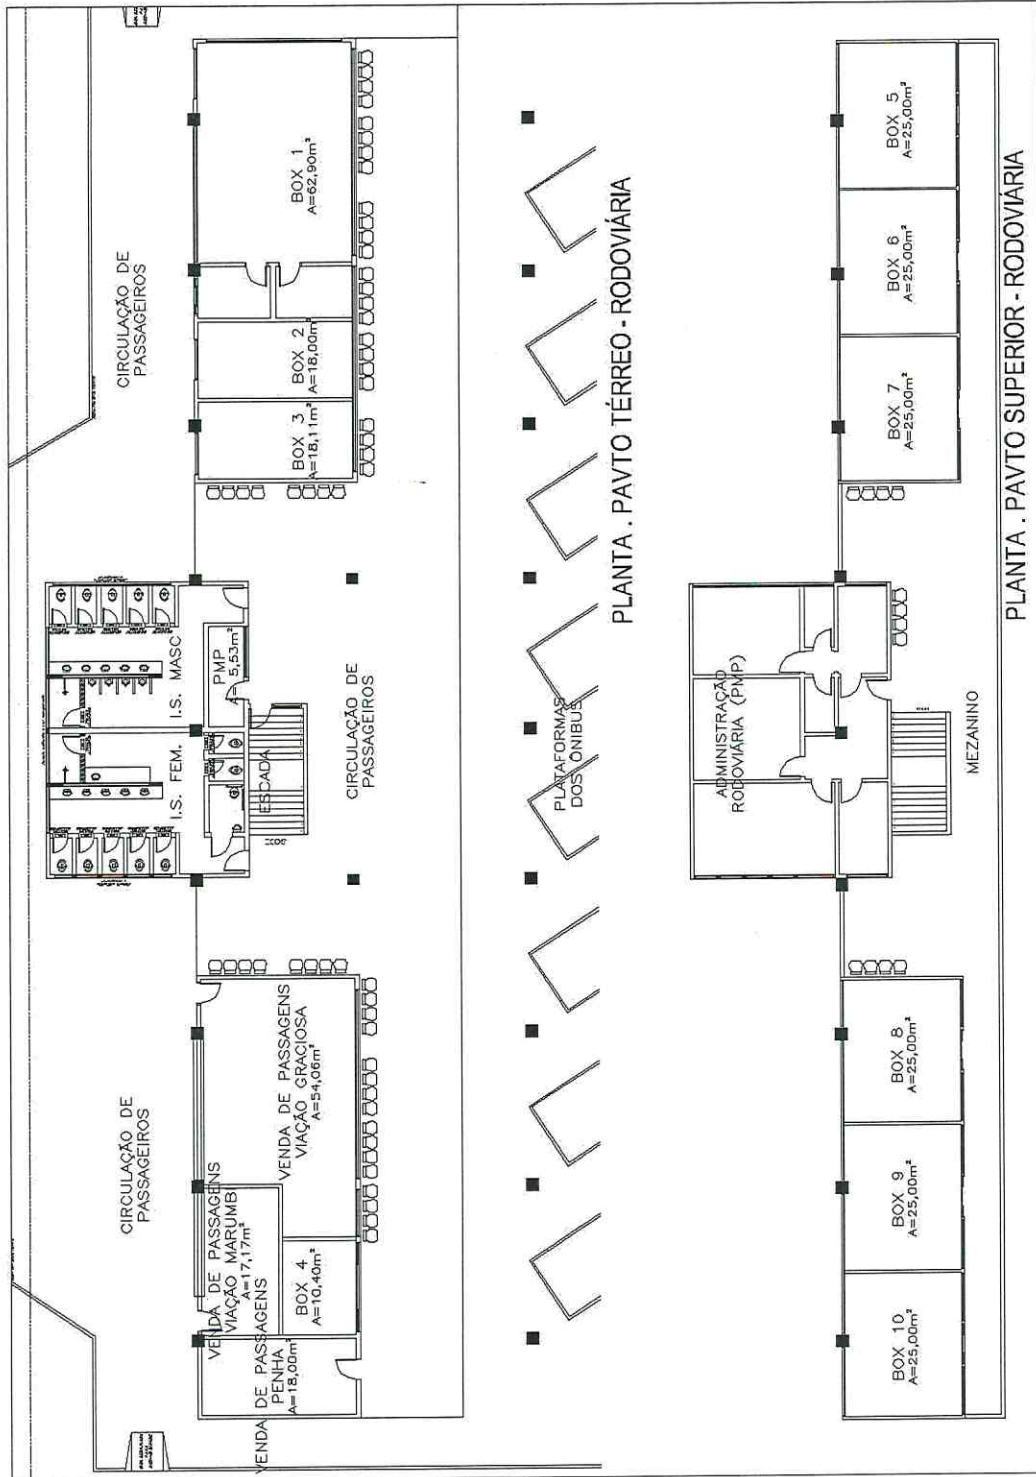 CIRCULAÇÃO DE
PASSAGEIROS
VENDA DE PASSAGENS
PENHA
A=18,00m²
VENDA DE PASSAGENS
VIAÇÃO MARUMBI
A=17,17m²
BOX 4
A=10,40m²
VENDA DE PASSAGENS
VIAÇÃO GRACIOSA
A=54,06m²
I.S. FEM.
I.S. MASC
PMP
A= 5,53m²
ESCADA
CIRCULAÇÃO DE
PASSAGEIROS
CIRCULAÇÃO DE
PASSAGEIROS
BOX 3
A=18,11m²
BOX 2
A=18,00m²
BOX 1
A=62,90m²
PLATAFORMAS
DOS ÔNIBUS
PLANTA . PAVTO TÉRREO - RODOVIÁRIA
ADMINISTRAÇÃO
RODOVIÁRIA (PMP)
MEZANINO
BOX 10
A=25,00m²
BOX 9
A=25,00m²
BOX 8
A=25,00m²
BOX 7
A=25,00m²
BOX 6
A=25,00m²
BOX 5
A=25,00m²
PLANTA . PAVTO SUPERIOR - RODOVIÁRIA